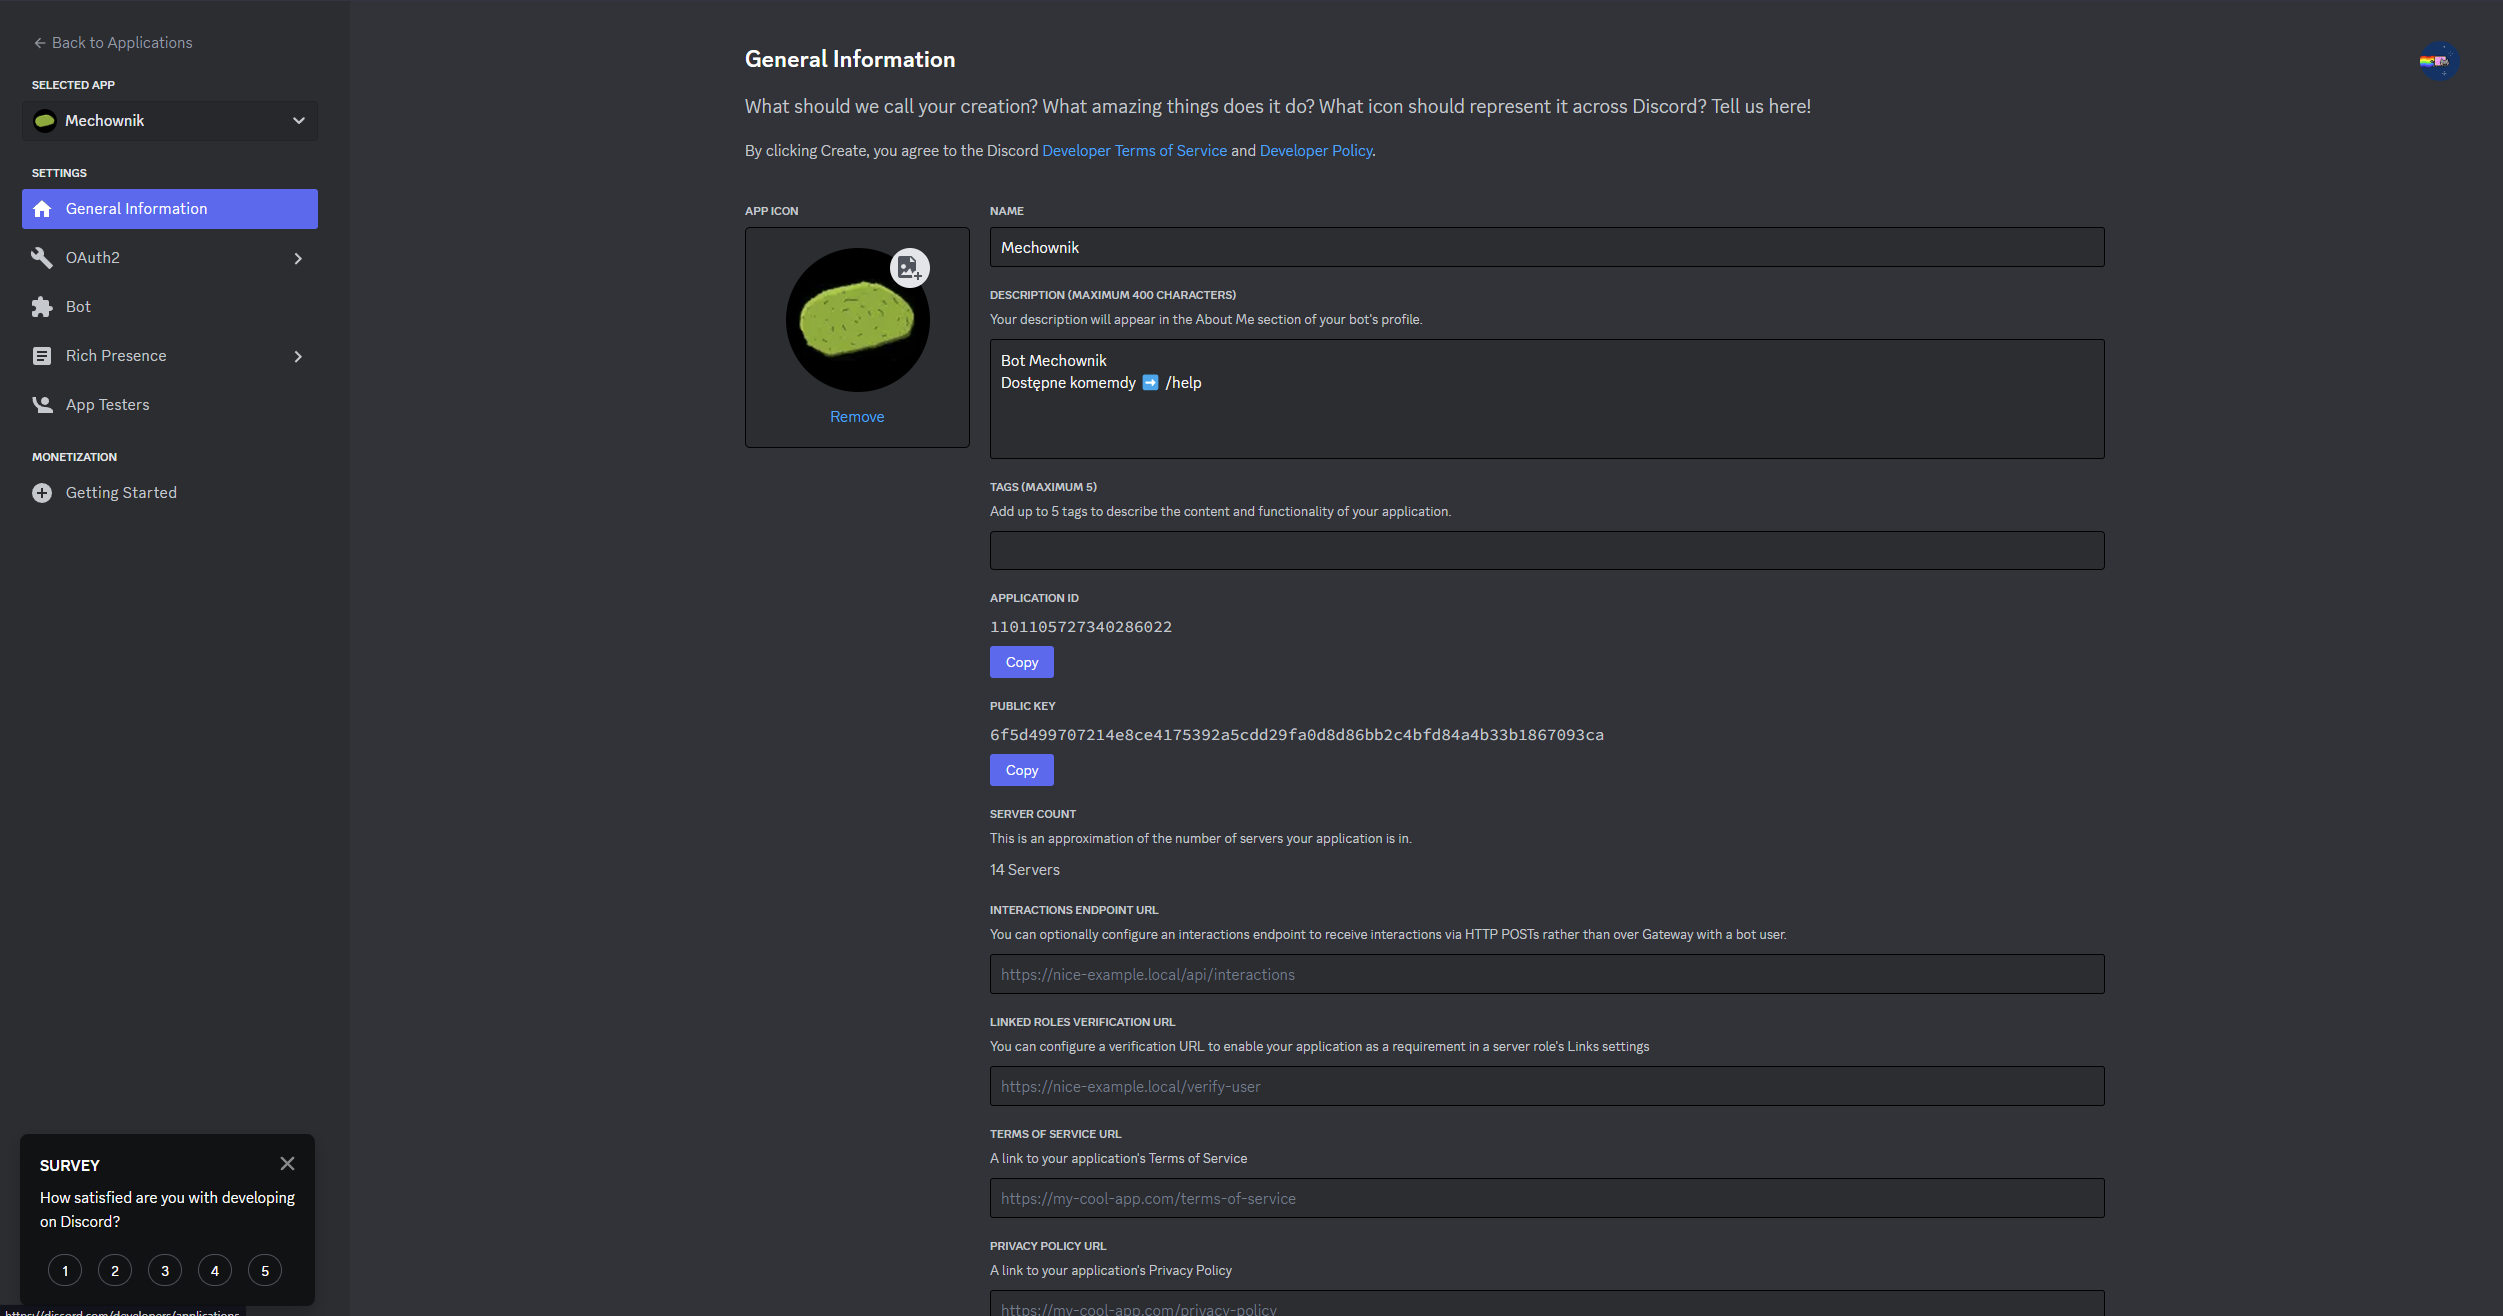 Back to Applications
SELECTED APP
Mechownik
SETTINGS
General Information
OAuth2
Bot
Rich Presence
App Testers
MONETIZATION
Getting Started
SURVEY
How satisfied are you with developing
on Discord?
1 2 3 4 5
https://discord.com/developers/applications
General Information
What should we call your creation? What amazing things does it do? What icon should represent it across Discord? Tell us here!
By clicking Create, you agree to the Discord Developer Terms of Service and Developer Policy.
APP ICON
Remove
NAME
Mechownik
DESCRIPTION (MAXIMUM 400 CHARACTERS)
Your description will appear in the About Me section of your bot's profile.
Bot Mechownik
Dostępne komemdy ➡️ /help
TAGS (MAXIMUM 5)
Add up to 5 tags to describe the content and functionality of your application.
APPLICATION ID
1101105727340286022
Copy
PUBLIC KEY
6f5d499707214e8ce4175392a5cdd29fa0d8d86bb2c4bfd84a4b33b1867093ca
Copy
SERVER COUNT
This is an approximation of the number of servers your application is in.
14 Servers
INTERACTIONS ENDPOINT URL
You can optionally configure an interactions endpoint to receive interactions via HTTP POSTs rather than over Gateway with a bot user.
https://nice-example.local/api/interactions
LINKED ROLES VERIFICATION URL
You can configure a verification URL to enable your application as a requirement in a server role's Links settings
https://nice-example.local/verify-user
TERMS OF SERVICE URL
A link to your application's Terms of Service
https://my-cool-app.com/terms-of-service
PRIVACY POLICY URL
A link to your application's Privacy Policy
https://my-cool-app.com/privacy-policy